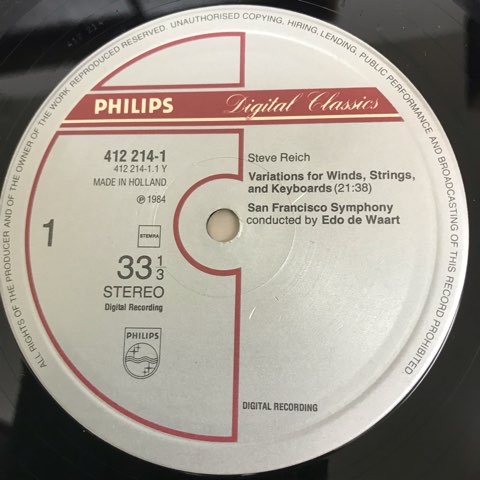 ALL RIGHTS OF THE PRODUCER AND OF THE OWNER OF THE WORK REPRODUCED RESERVED. UNAUTHORISED COPYING, HIRING, LENDING, PUBLIC PERFORMANCE AND BROADCASTING OF THIS RECORD PROHIBITED
PHILIPS Digital Classics
412 214-1
412 214-1.1 Y
MADE IN HOLLAND
℗ 1984
Steve Reich
Variations for Winds, Strings,
and Keyboards (21:38)
San Francisco Symphony
conducted by Edo de Waart
1
STEMRA
33 1/3
STEREO
Digital Recording
PHILIPS
DIGITAL RECORDING